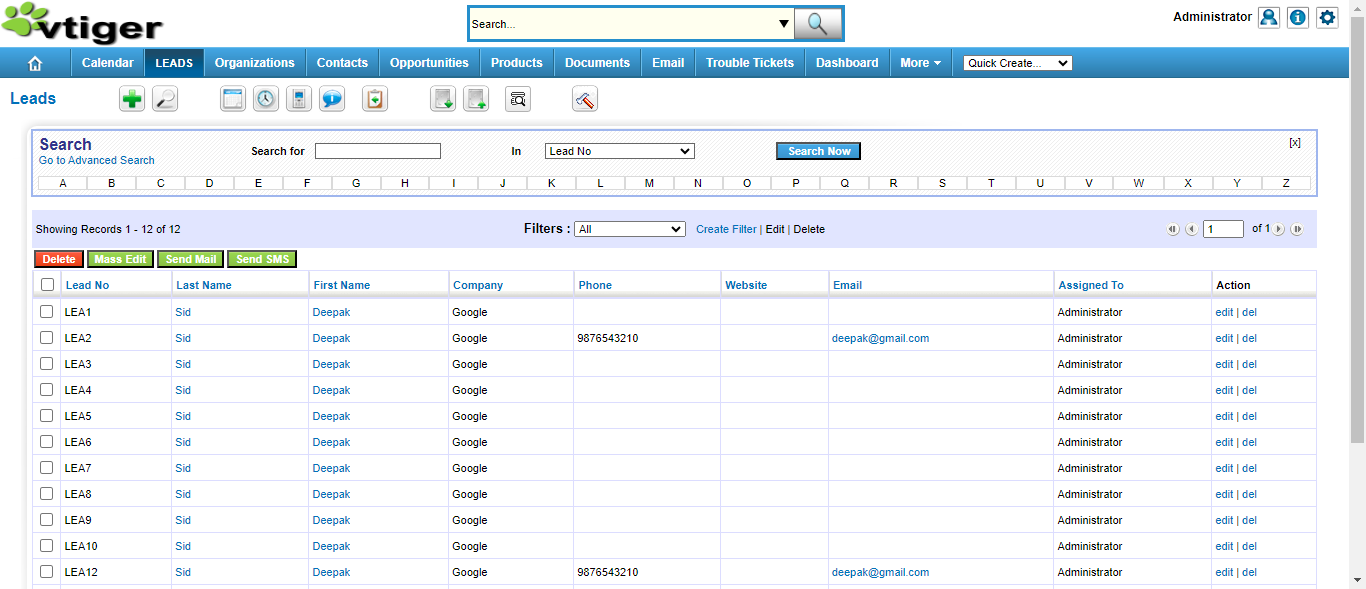 vtiger
Search... Administrator
Calendar LEADS Organizations Contacts Opportunities Products Documents Email Trouble Tickets Dashboard More Quick Create...
Leads
Search [x]
Go to Advanced Search
Search for In Lead No Search Now
A B C D E F G H I J K L M N O P Q R S T U V W X Y Z
Showing Records 1 - 12 of 12 Filters : All Create Filter | Edit | Delete 1 of 1
Delete Mass Edit Send Mail Send SMS
Lead No Last Name First Name Company Phone Website Email Assigned To Action
LEA1 Sid Deepak Google Administrator edit | del
LEA2 Sid Deepak Google 9876543210 deepak@gmail.com Administrator edit | del
LEA3 Sid Deepak Google Administrator edit | del
LEA4 Sid Deepak Google Administrator edit | del
LEA5 Sid Deepak Google Administrator edit | del
LEA6 Sid Deepak Google Administrator edit | del
LEA7 Sid Deepak Google Administrator edit | del
LEA8 Sid Deepak Google Administrator edit | del
LEA9 Sid Deepak Google Administrator edit | del
LEA10 Sid Deepak Google Administrator edit | del
LEA12 Sid Deepak Google 9876543210 deepak@gmail.com Administrator edit | del